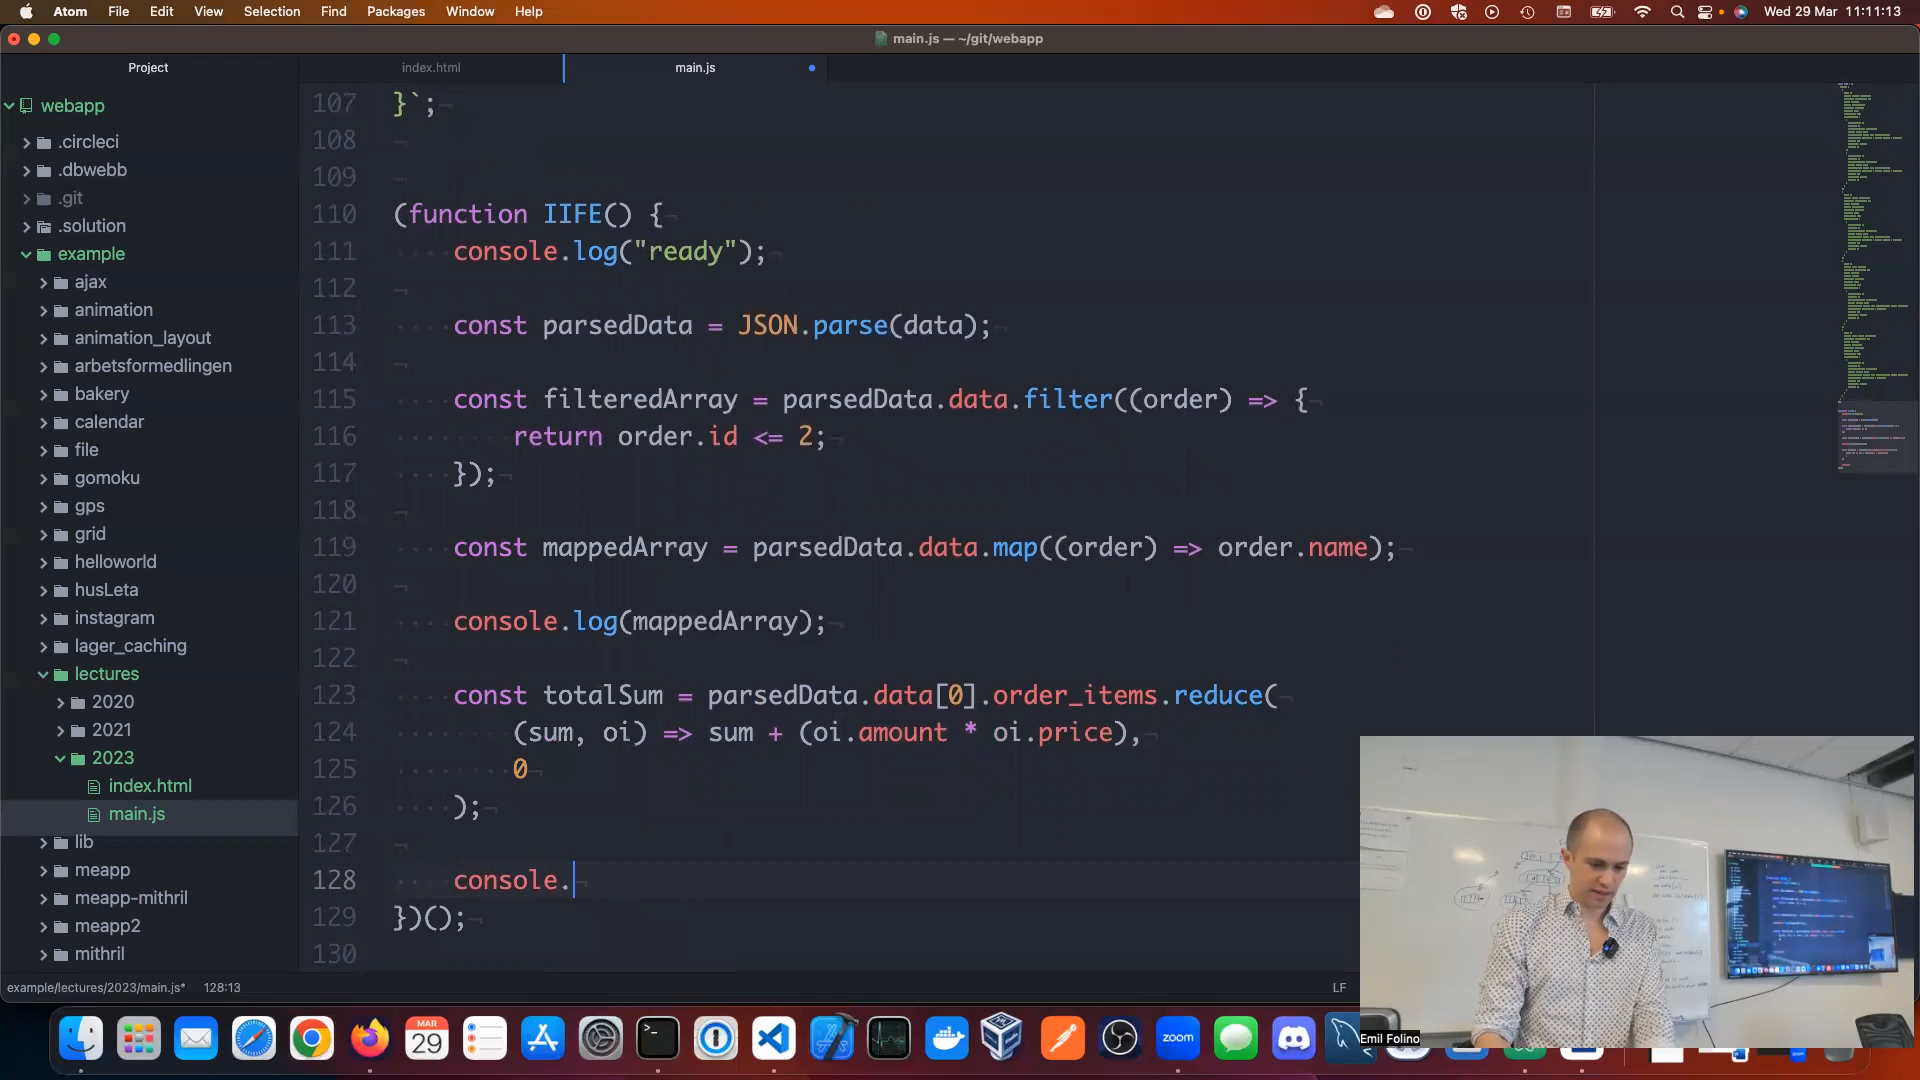 Atom File Edit View Selection Find Packages Window Help
Wed 29 Mar 11:11:13
main.js — ~/git/webapp
Project
index.html
main.js
webapp
.circleci
.dbwebb
.git
.solution
example
ajax
animation
animation_layout
arbetsformedlingen
bakery
calendar
file
gomoku
gps
grid
helloworld
husLeta
instagram
lager_caching
lectures
2020
2021
2023
index.html
main.js
lib
meapp
meapp-mithril
meapp2
mithril
107 }`;
108
109
110 (function IIFE() {
111 console.log("ready");
112
113 const parsedData = JSON.parse(data);
114
115 const filteredArray = parsedData.data.filter((order) => {
116 return order.id <= 2;
117 });
118
119 const mappedArray = parsedData.data.map((order) => order.name);
120
121 console.log(mappedArray);
122
123 const totalSum = parsedData.data[0].order_items.reduce(
124 (sum, oi) => sum + (oi.amount * oi.price),
125 0
126 );
127
128 console.
129 })();
130
example/lectures/2023/main.js* 128:13
LF
Emil Folino
MAR
29
zoom